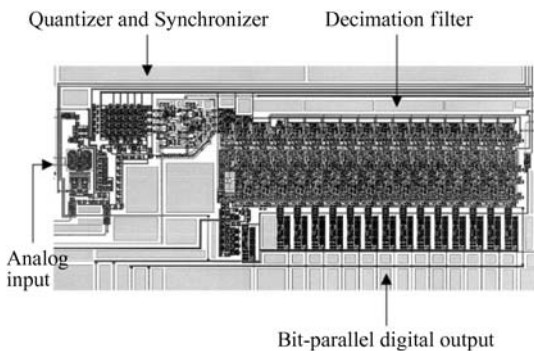 Quantizer and Synchronizer
Decimation filter
Analog
input
Bit-parallel digital output